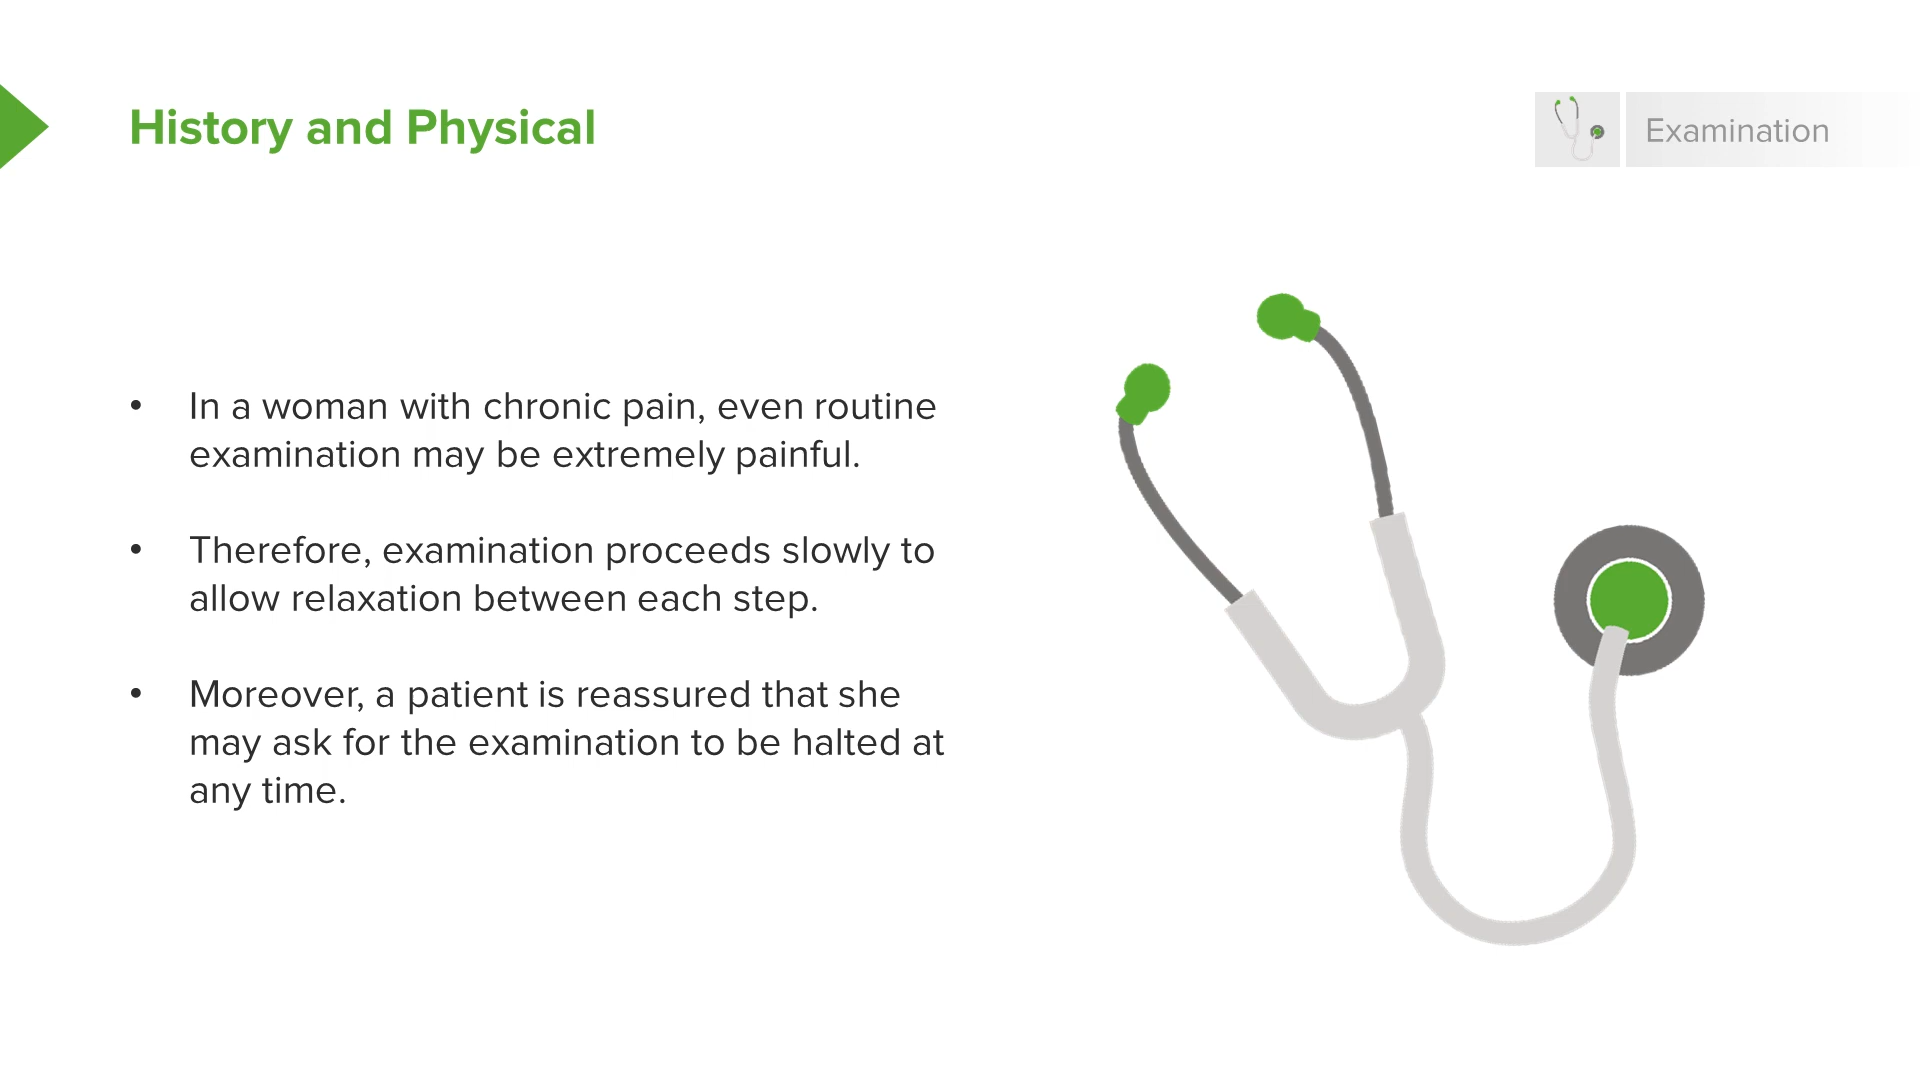 History and Physical
Examination
• In a woman with chronic pain, even routine
examination may be extremely painful.
• Therefore, examination proceeds slowly to
allow relaxation between each step.
• Moreover, a patient is reassured that she
may ask for the examination to be halted at
any time.